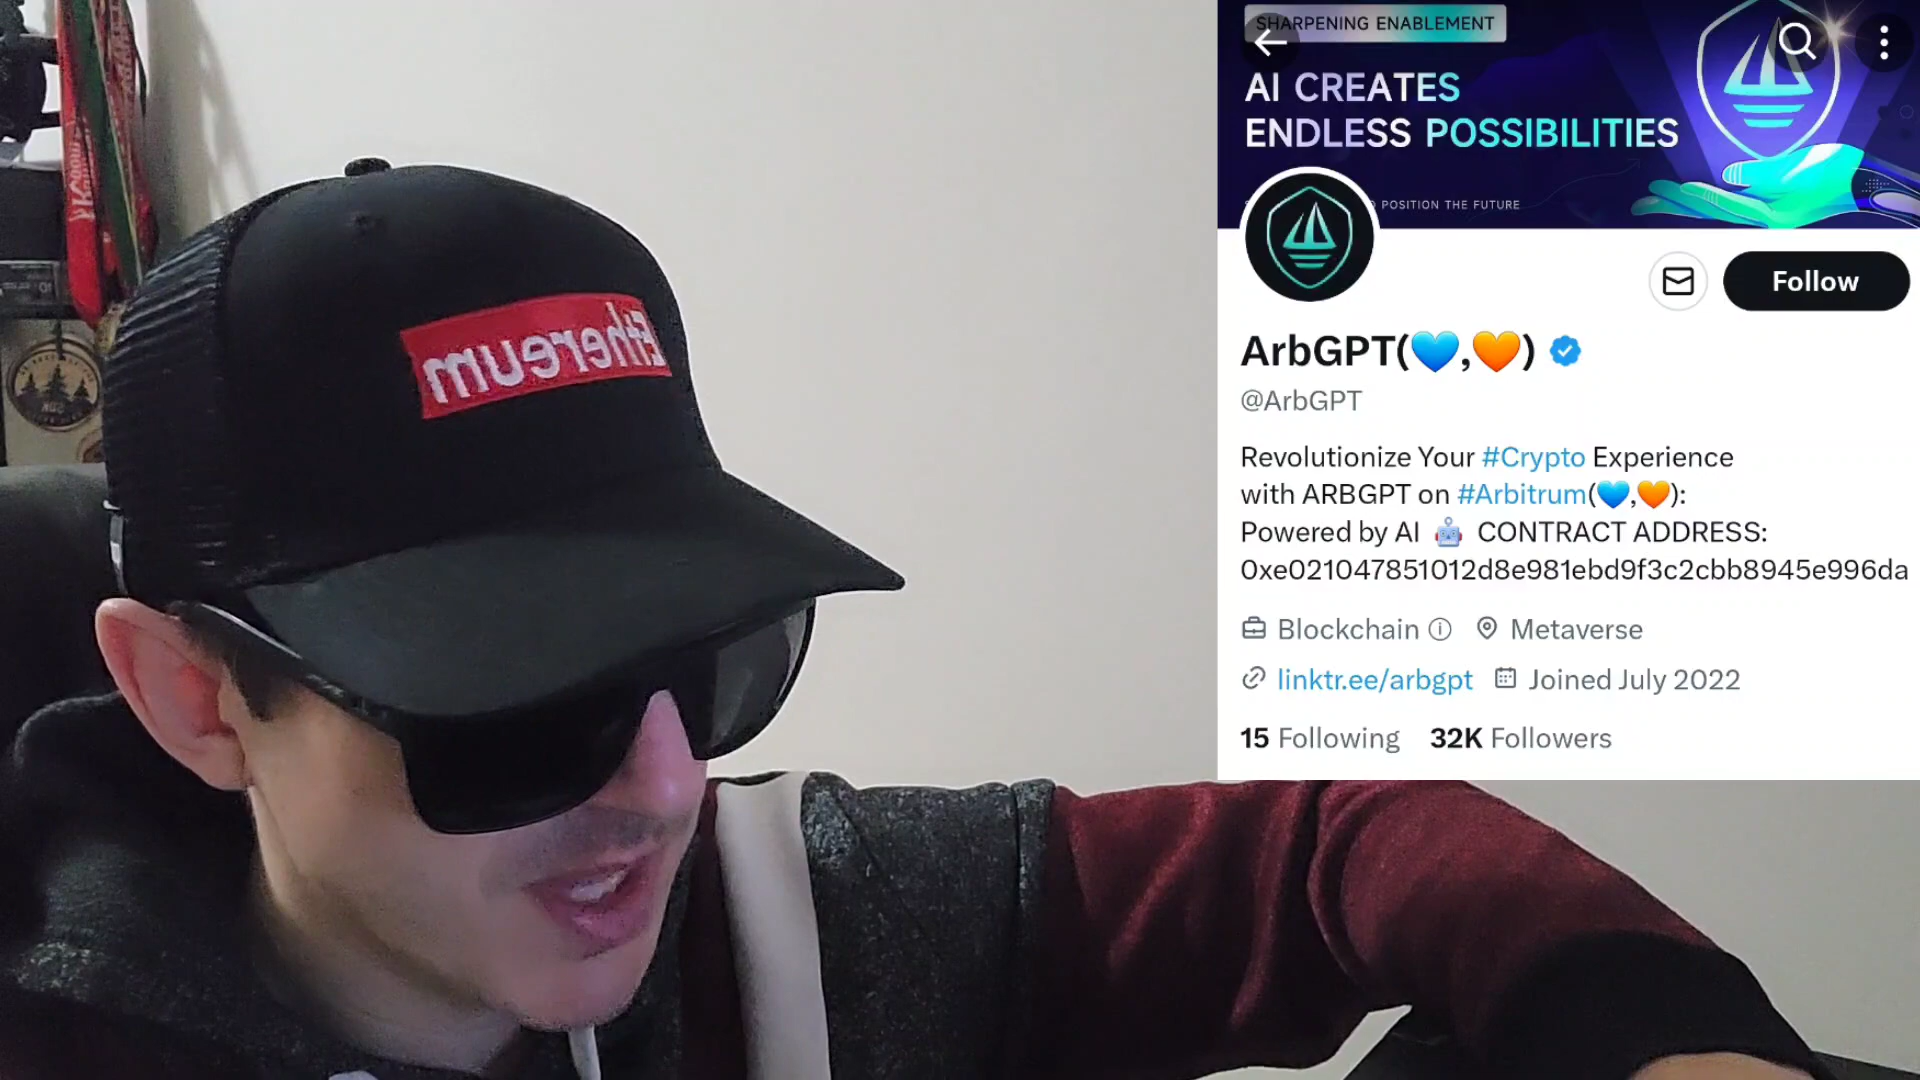 SHARPENING ENABLEMENT
AI CREATES
ENDLESS POSSIBILITIES
POSITION THE FUTURE
Follow
ArbGPT(💙,🧡)
@ArbGPT
Revolutionize Your #Crypto Experience
with ARBGPT on #Arbitrum(💙,🧡):
Powered by AI 🤖 CONTRACT ADDRESS:
0xe021047851012d8e981ebd9f3c2cbb8945e996da
Blockchain Metaverse
linktr.ee/arbgpt Joined July 2022
15 Following 32K Followers
Ethereum